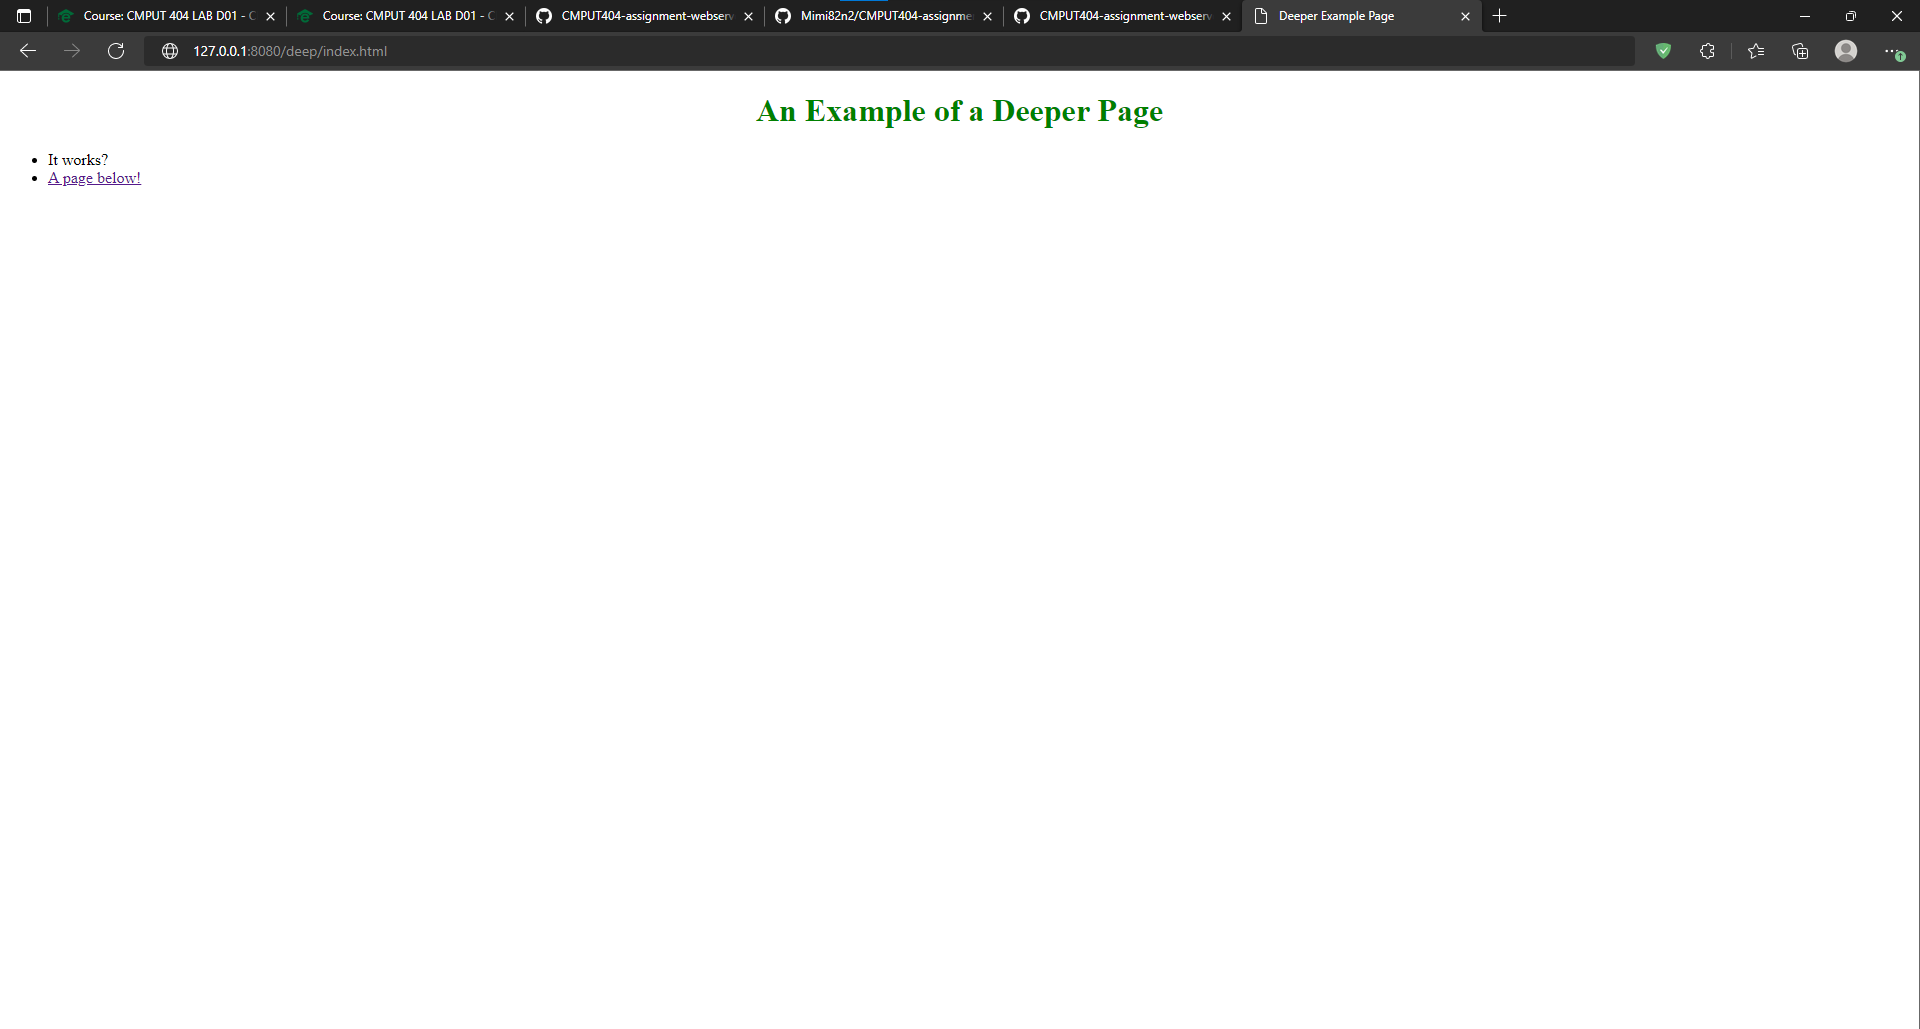 Course: CMPUT 404 LAB D01 - C
Course: CMPUT 404 LAB D01 - C
CMPUT404-assignment-webserv
Mimi82n2/CMPUT404-assignme
CMPUT404-assignment-webserv
Deeper Example Page
127.0.0.1:8080/deep/index.html
An Example of a Deeper Page
It works?
A page below!